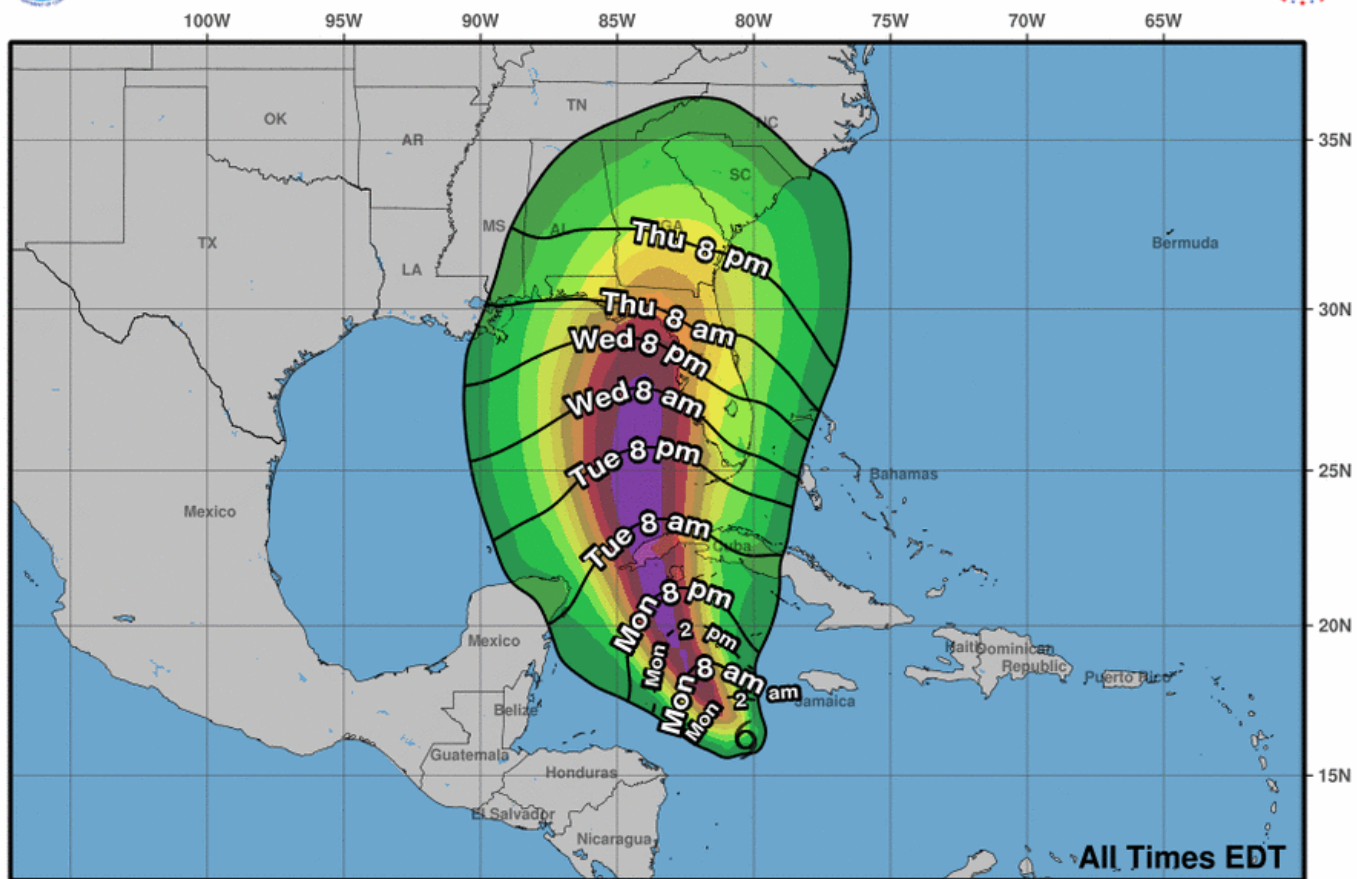 100W 95W 90W 85W 80W 75W 70W 65W
TN
OK
NC
AR
35N
SC
MS
AL
GA
Thu 8 pm
TX
Bermuda
LA
Thu 8 am
30N
Wed 8 pm
Wed 8 am
Tue 8 pm
25N
Bahamas
Mexico
Tue 8 am
Cuba
Mon 8 pm
20N
Mon 2 pm
Mexico
Haiti
Dominican
Republic
Mon 8 am
Puerto Rico
Mon 2 am
Jamaica
Belize
Guatemala
Honduras
15N
El Salvador
Nicaragua
All Times EDT